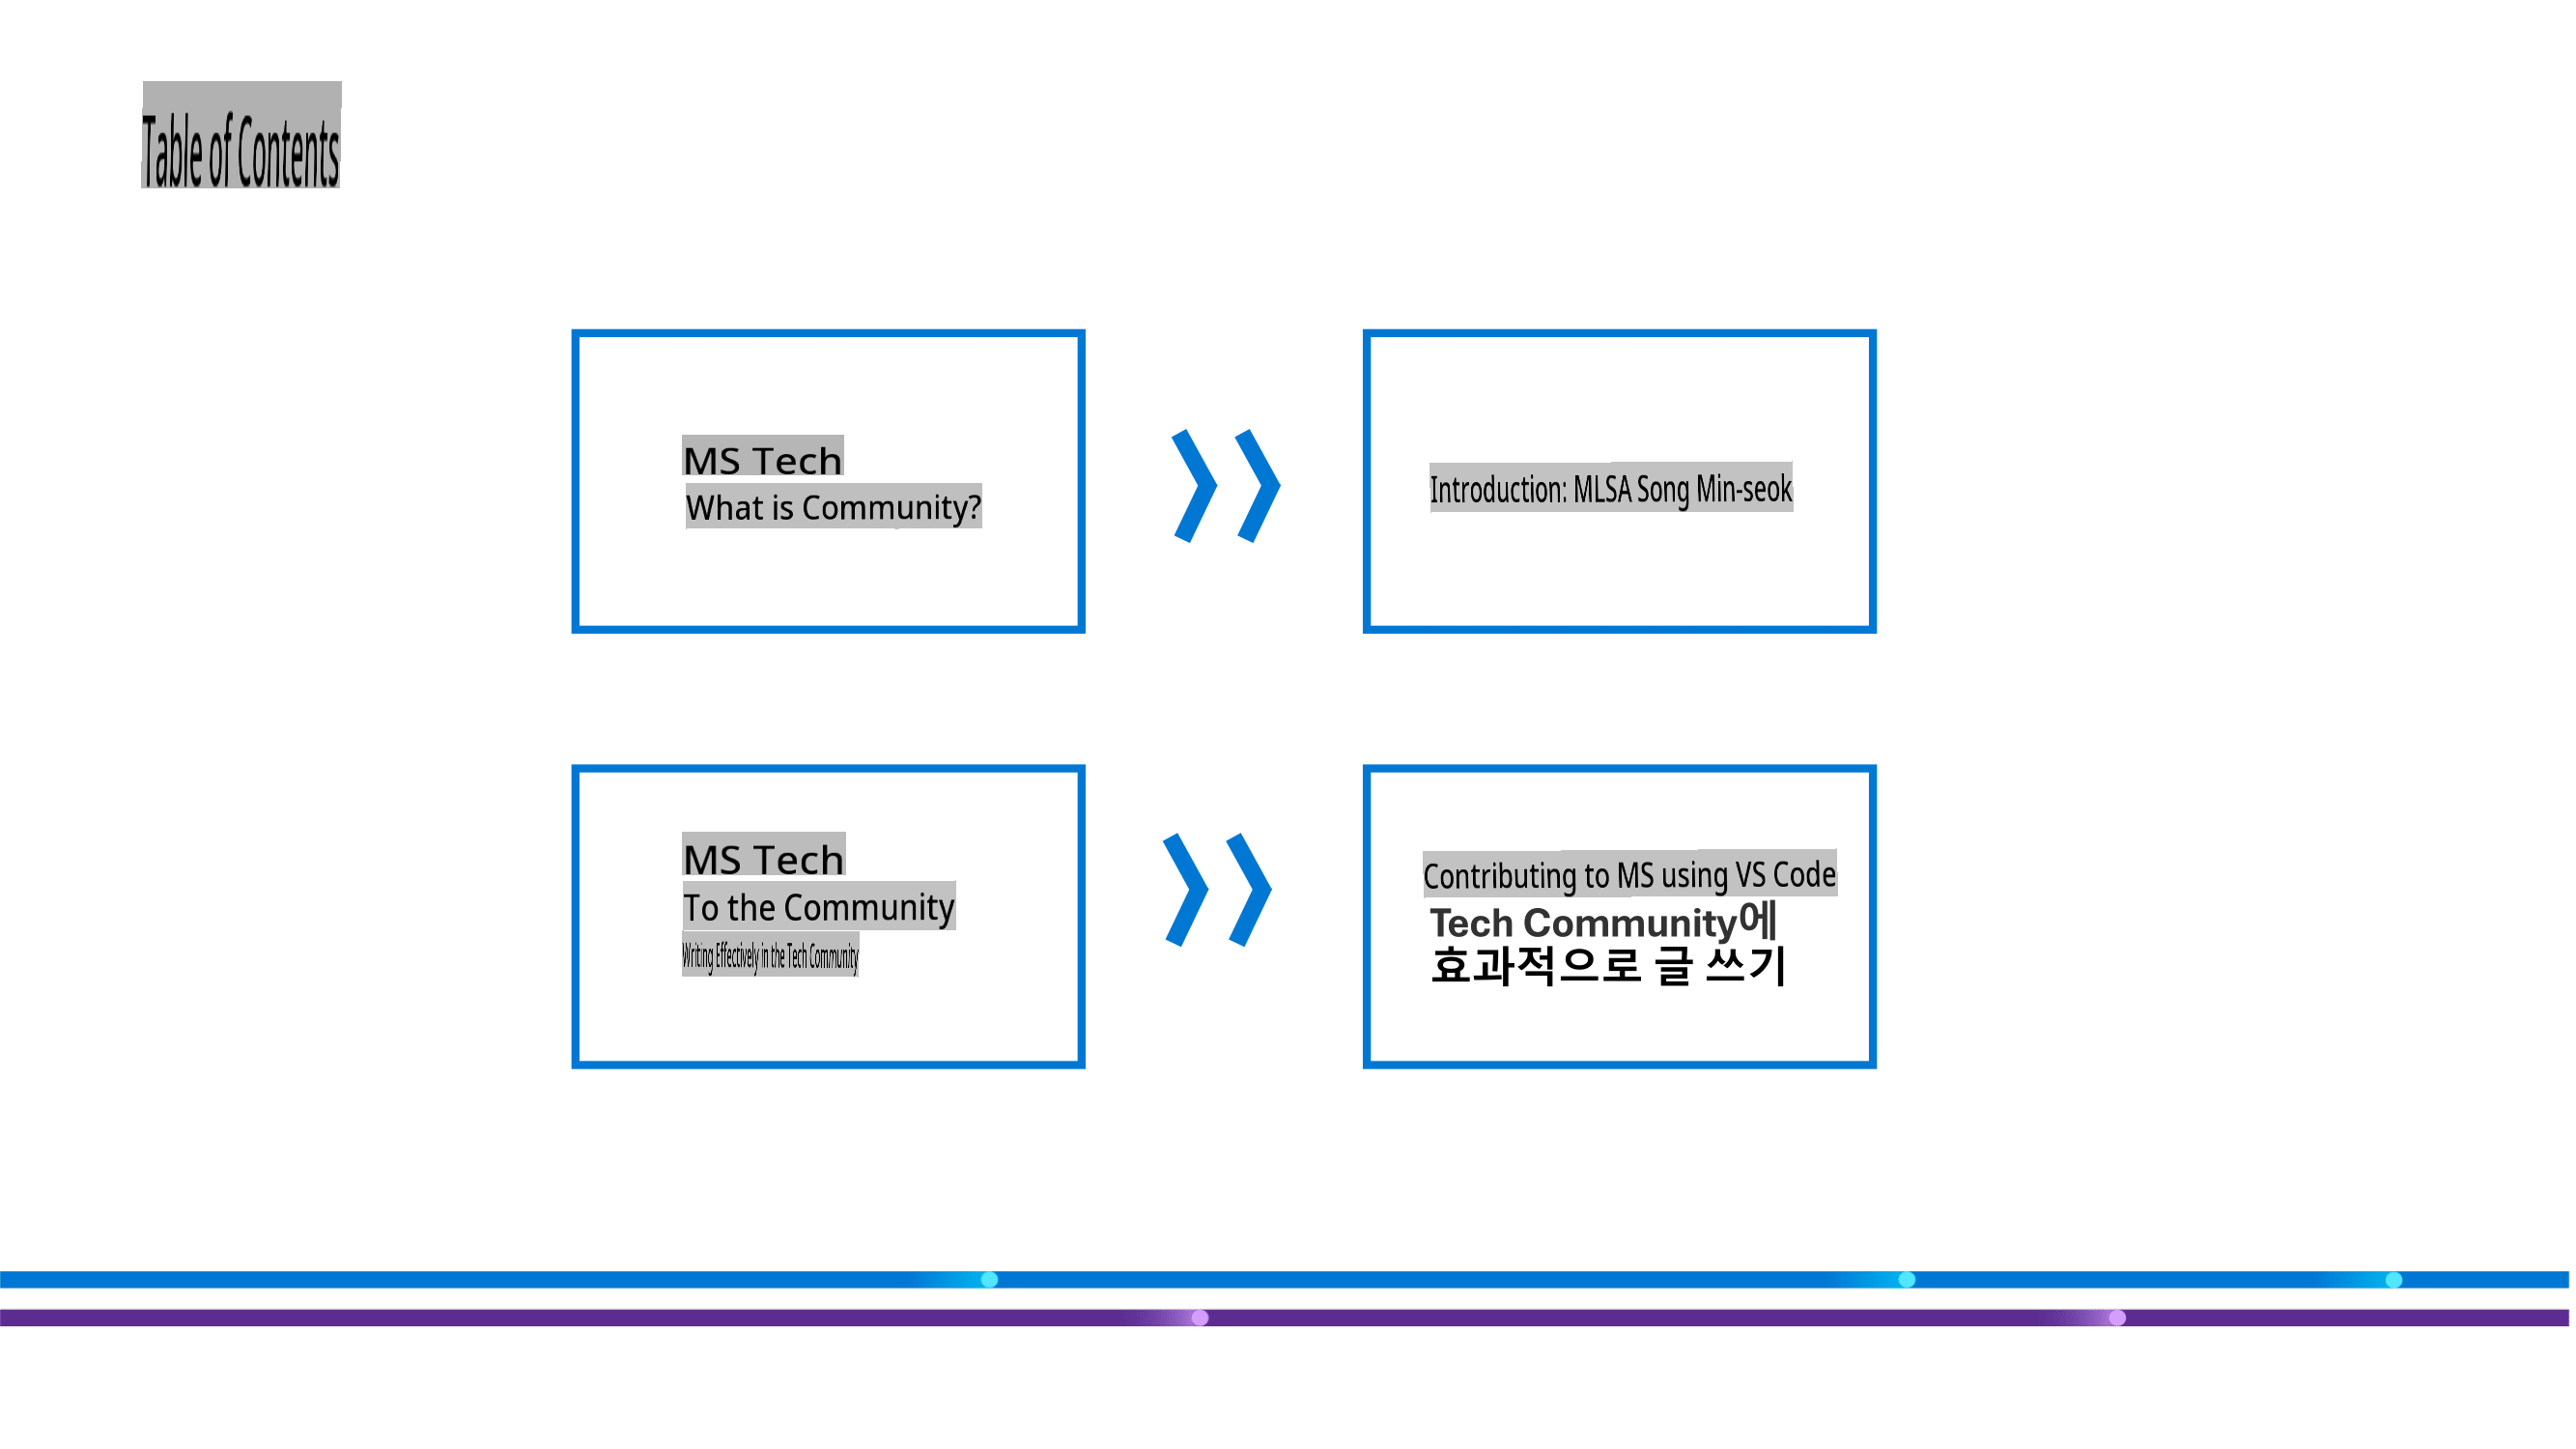 Table of Contents
MS Tech
What is Community?
Introduction: MLSA Song Min-seok
MS Tech
To the Community
Writing Effectively in the Tech Community
Contributing to MS using VS Code
Tech Community에
효과적으로 글 쓰기